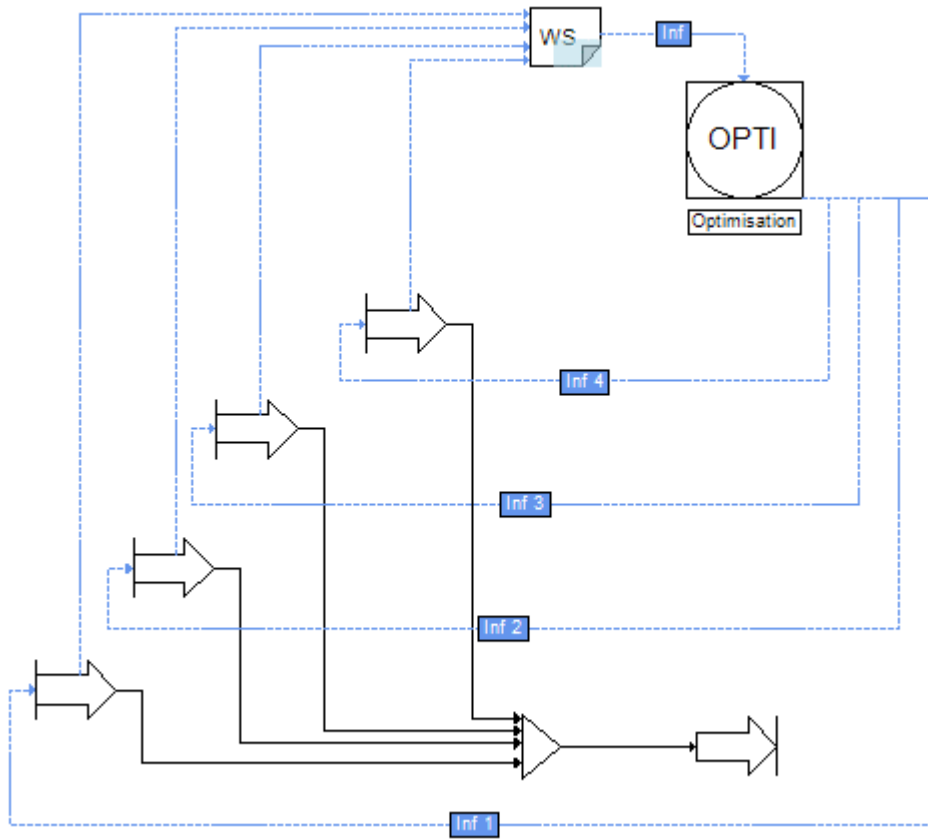 WS
Inf
OPTI
Optimisation
Inf 4
Inf 3
Inf 2
Inf 1